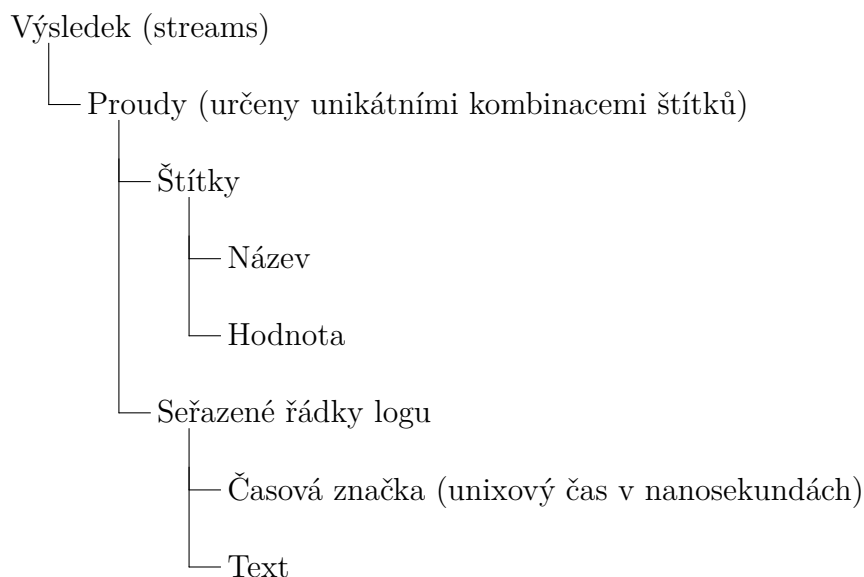 Výsledek (streams)
Proudy (určeny unikátními kombinacemi štítků)
Štítky
Název
Hodnota
Seřazené řádky logu
Časová značka (unixový čas v nanosekundách)
Text